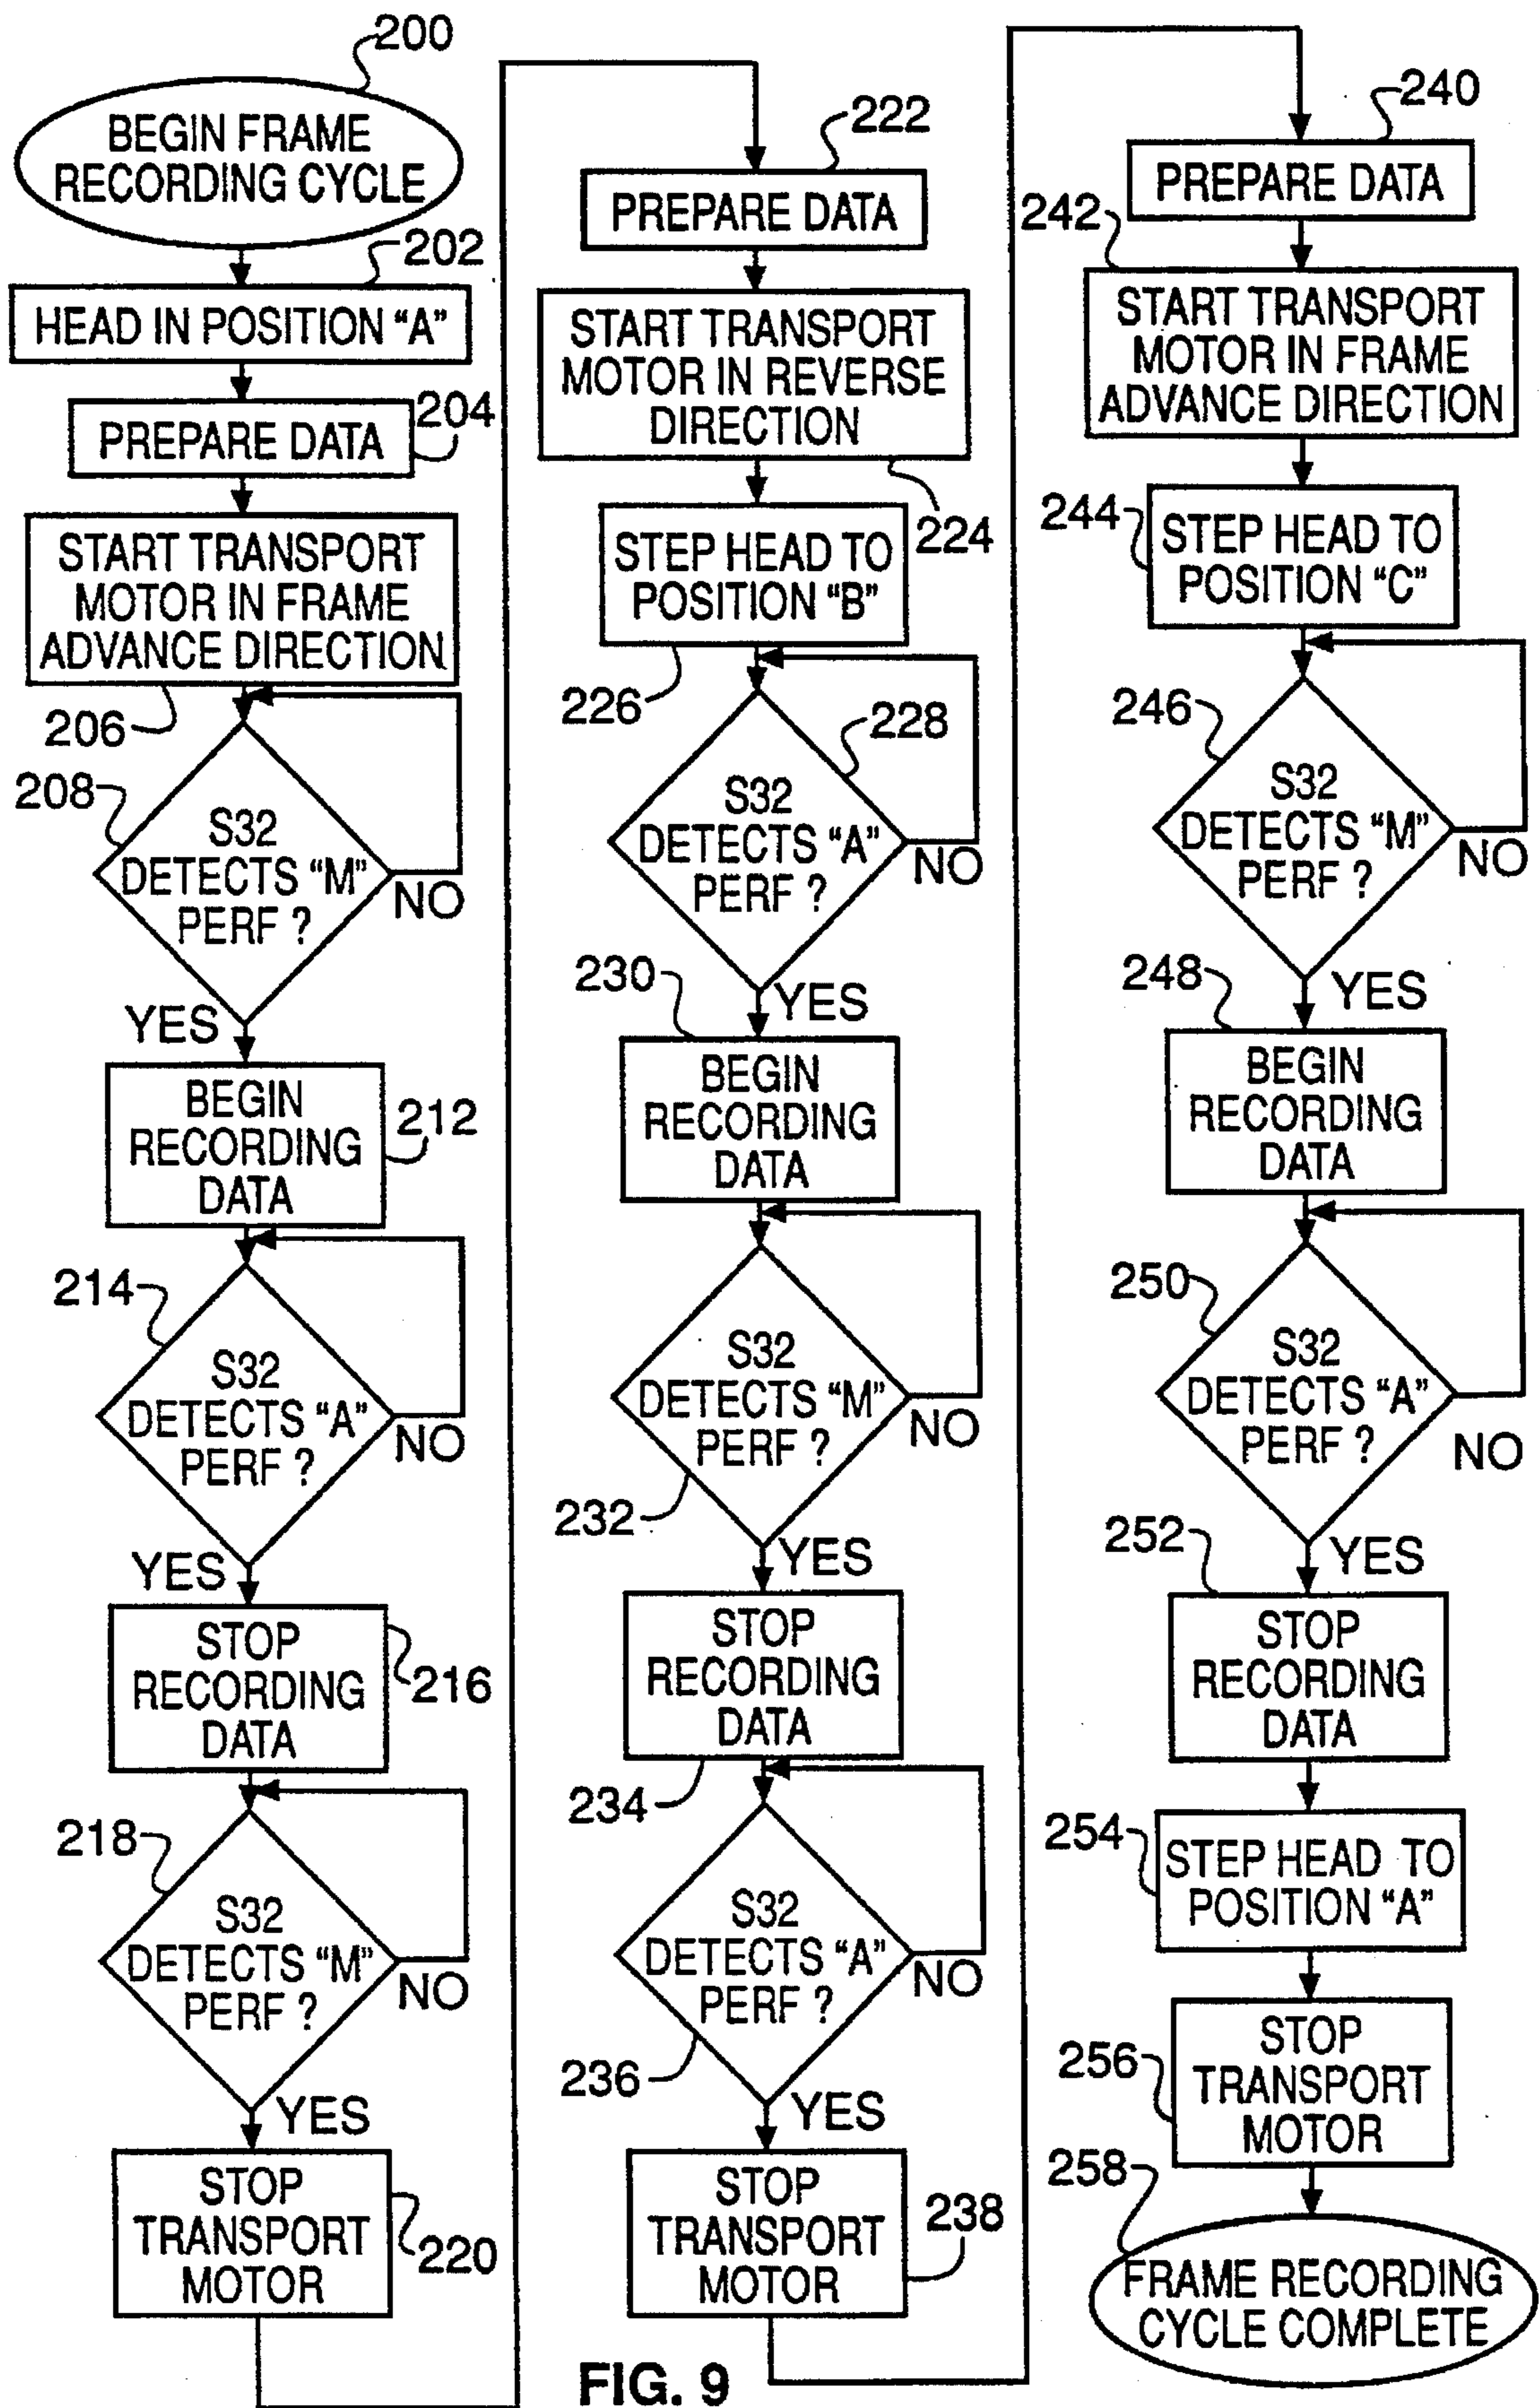 200
BEGIN FRAME
RECORDING CYCLE
202
HEAD IN POSITION "A"
204
PREPARE DATA
START TRANSPORT
MOTOR IN FRAME
ADVANCE DIRECTION
206
208
S32
DETECTS "M"
PERF ?
NO
YES
BEGIN
RECORDING
DATA
212
214
S32
DETECTS "A"
PERF ?
NO
YES
STOP
RECORDING
DATA
216
218
S32
DETECTS "M"
PERF ?
NO
YES
STOP
TRANSPORT
MOTOR
220
222
PREPARE DATA
START TRANSPORT
MOTOR IN REVERSE
DIRECTION
224
STEP HEAD TO
POSITION "B"
226
228
S32
DETECTS "A"
PERF ?
NO
230
YES
BEGIN
RECORDING
DATA
S32
DETECTS "M"
PERF ?
NO
232
YES
STOP
RECORDING
DATA
234
S32
DETECTS "A"
PERF ?
NO
236
YES
STOP
TRANSPORT
MOTOR
238
240
PREPARE DATA
242
START TRANSPORT
MOTOR IN FRAME
ADVANCE DIRECTION
244
STEP HEAD TO
POSITION "C"
246
S32
DETECTS "M"
PERF ?
NO
248
YES
BEGIN
RECORDING
DATA
250
S32
DETECTS "A"
PERF ?
NO
252
YES
STOP
RECORDING
DATA
254
STEP HEAD TO
POSITION "A"
256
STOP
TRANSPORT
MOTOR
258
FRAME RECORDING
CYCLE COMPLETE
FIG. 9